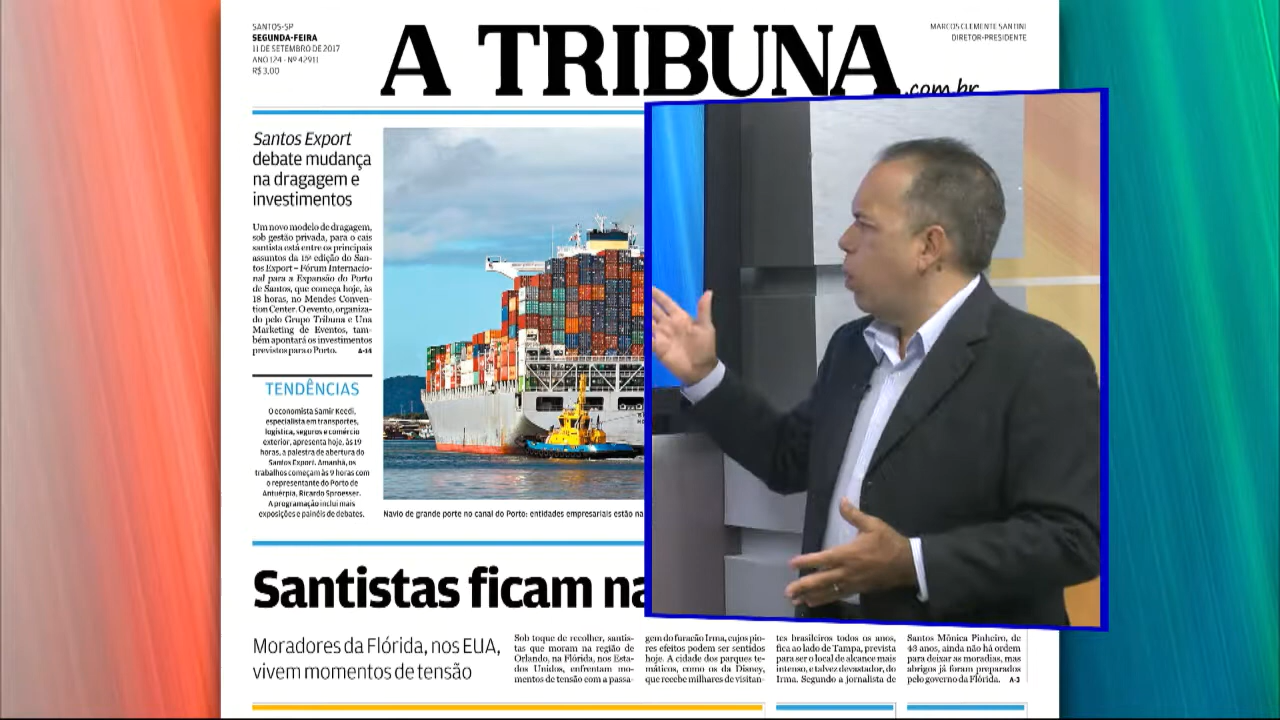 SANTOS-SP
SEGUNDA-FEIRA
11 DE SETEMBRO DE 2017
ANO 124 - Nº 42911
R$ 3,00
A TRIBUNA
.com.br
MARCOS CLEMENTE SANTINI
DIRETOR-PRESIDENTE
Santos Export
debate mudança
na dragagem e
investimentos
Um novo modelo de dragagem,
sob gestão privada, para o cais
santista está entre os principais
assuntos da 15ª edição do San-
tos Export – Fórum Internacio-
nal para a Expansão do Porto
de Santos, que começa hoje, às
18 horas, no Mendes Conven-
tion Center. O evento, organiza-
do pelo Grupo Tribuna e Una
Marketing de Eventos, tam-
bém apontará os investimentos
previstos para o Porto. A-14
TENDÊNCIAS
O economista Samir Keedi,
especialista em transportes,
logística, seguros e comércio
exterior, apresenta hoje, às 19
horas, a palestra de abertura do
Santos Export. Amanhã, os
trabalhos começam às 9 horas com
o representante do Porto de
Antuérpia, Ricardo Sproesser.
A programação inclui mais
exposições e painéis de debates.
Navio de grande porte no canal do Porto: entidades empresariais estão na
Santistas ficam na
Moradores da Flórida, nos EUA,
vivem momentos de tensão
Sob toque de recolher, santis-
tas que moram na região de
Orlando, na Flórida, nos Esta-
dos Unidos, enfrentam mo-
mentos de tensão com a passa-
gem do furacão Irma, cujos pio-
res efeitos podem ser sentidos
hoje. A cidade dos parques te-
máticos, como os da Disney,
que recebe milhares de visitan-
tes brasileiros todos os anos,
fica ao lado de Tampa, prevista
para ser o local de alcance mais
intenso, e talvez devastador, do
Irma. Segundo a jornalista de
Santos Mônica Pinheiro, de
43 anos, ainda não há ordem
para deixar as moradias, mas
abrigos já foram preparados
pelo governo da Flórida. A-3